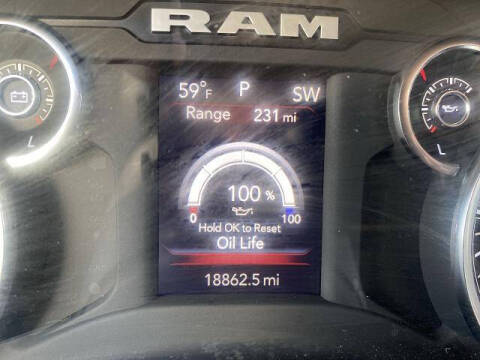 RAM
59°F P SW
Range 231 mi
100 %
0 100
Hold OK to Reset
Oil Life
18862.5 mi
L
L